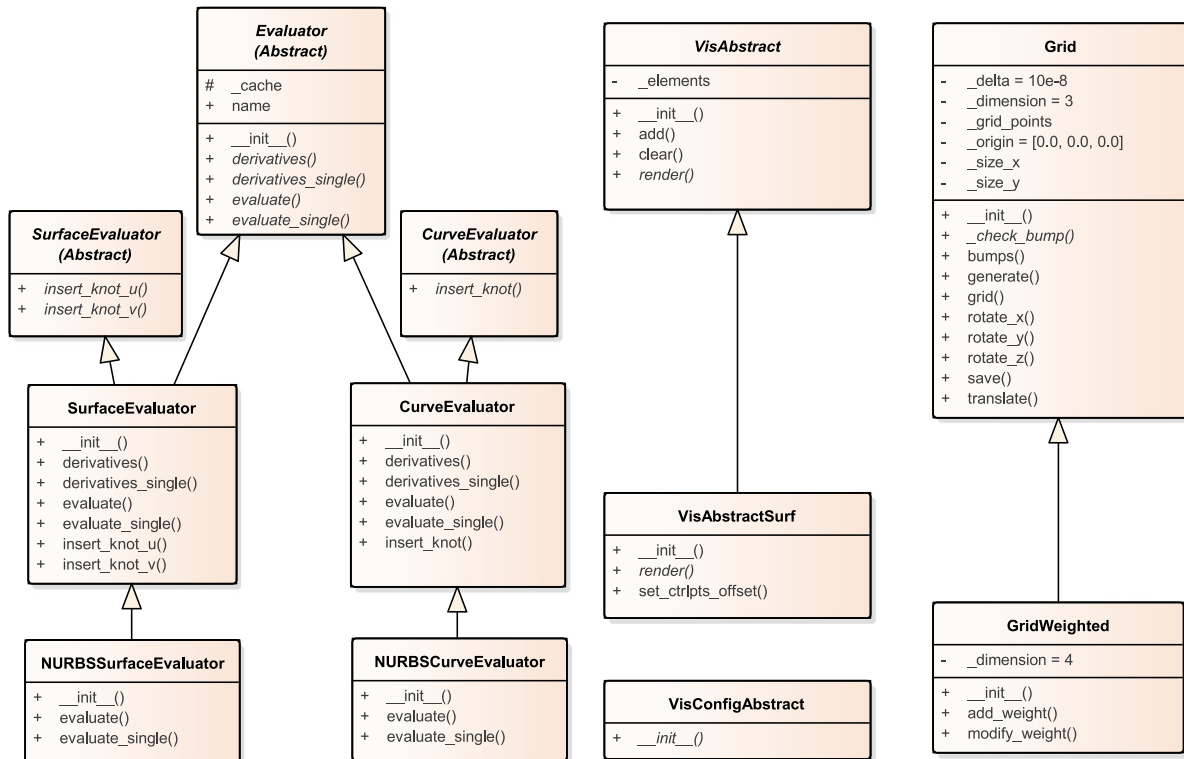 Evaluator
(Abstract)
# _cache
+ name
+ __init__()
+ derivatives()
+ derivatives_single()
+ evaluate()
+ evaluate_single()
SurfaceEvaluator
(Abstract)
+ insert_knot_u()
+ insert_knot_v()
CurveEvaluator
(Abstract)
+ insert_knot()
SurfaceEvaluator
+ __init__()
+ derivatives()
+ derivatives_single()
+ evaluate()
+ evaluate_single()
+ insert_knot_u()
+ insert_knot_v()
CurveEvaluator
+ __init__()
+ derivatives()
+ derivatives_single()
+ evaluate()
+ evaluate_single()
+ insert_knot()
NURBSSurfaceEvaluator
+ __init__()
+ evaluate()
+ evaluate_single()
NURBSCurveEvaluator
+ __init__()
+ evaluate()
+ evaluate_single()
VisAbstract
- _elements
+ __init__()
+ add()
+ clear()
+ render()
VisAbstractSurf
+ __init__()
+ render()
+ set_ctrlpts_offset()
VisConfigAbstract
+ __init__()
Grid
- _delta = 10e-8
- _dimension = 3
- _grid_points
- _origin = [0.0, 0.0, 0.0]
- _size_x
- _size_y
+ __init__()
+ _check_bump()
+ bumps()
+ generate()
+ grid()
+ rotate_x()
+ rotate_y()
+ rotate_z()
+ save()
+ translate()
GridWeighted
- _dimension = 4
+ __init__()
+ add_weight()
+ modify_weight()